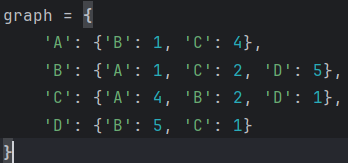 graph = {
    'A': {'B': 1, 'C': 4},
    'B': {'A': 1, 'C': 2, 'D': 5},
    'C': {'A': 4, 'B': 2, 'D': 1},
    'D': {'B': 5, 'C': 1}
}